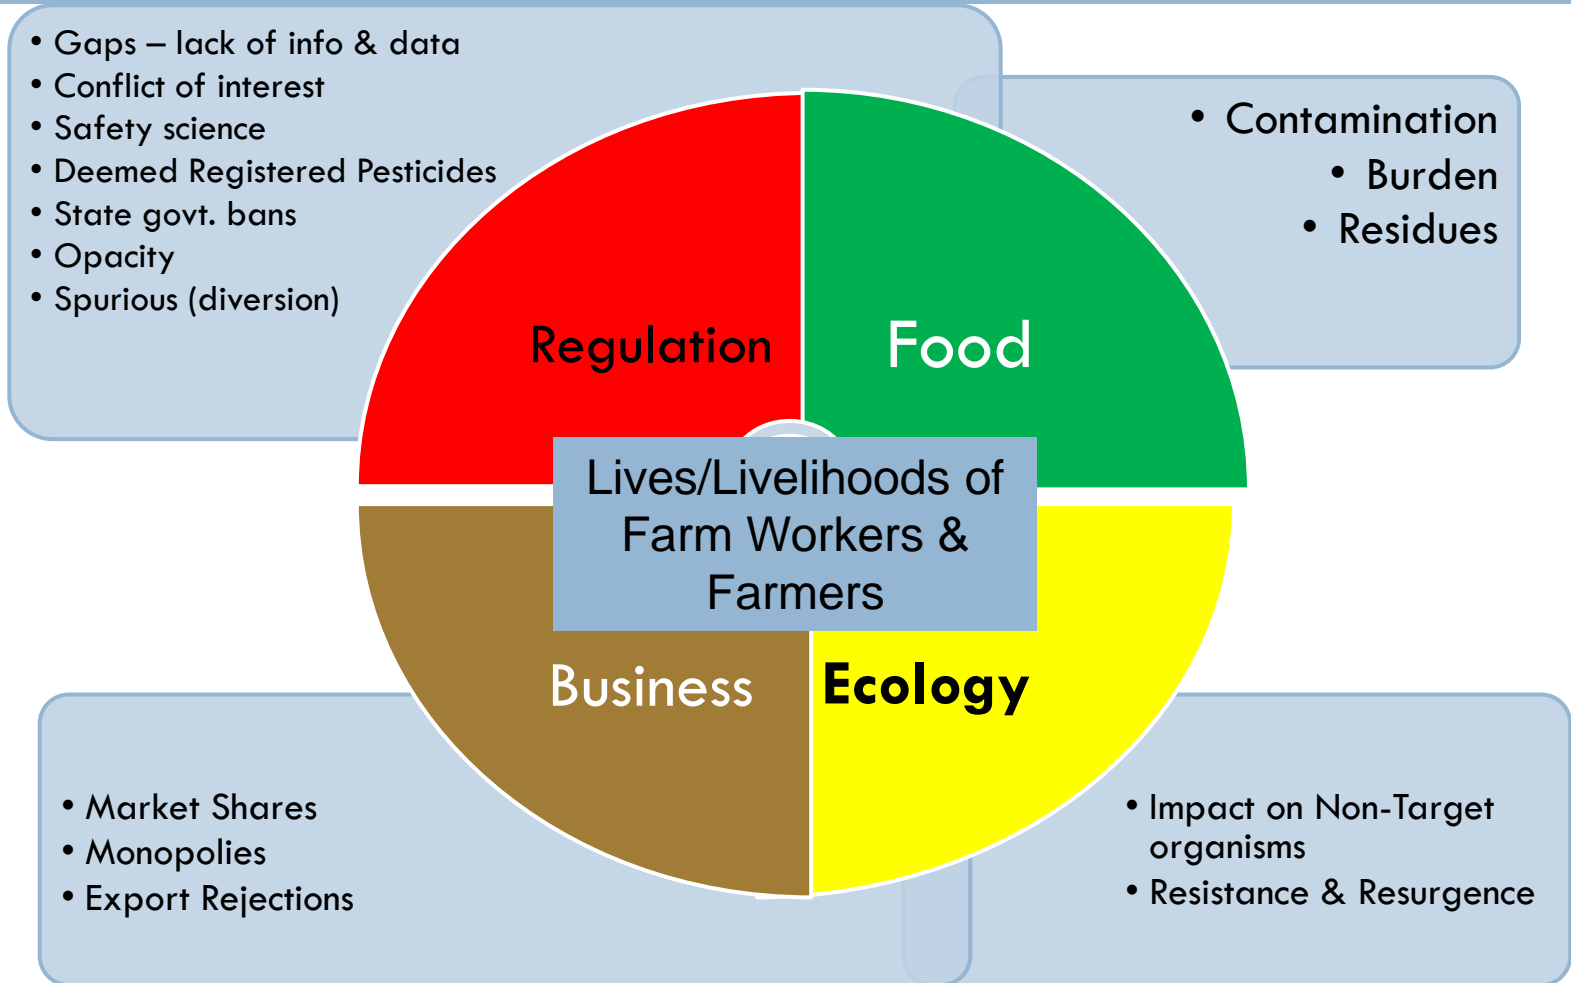 • Gaps – lack of info & data
• Conflict of interest
• Safety science
• Deemed Registered Pesticides
• State govt. bans
• Opacity
• Spurious (diversion)
• Contamination
• Burden
• Residues
Regulation
Food
Lives/Livelihoods of
Farm Workers &
Farmers
Business
Ecology
• Market Shares
• Monopolies
• Export Rejections
• Impact on Non-Target
organisms
• Resistance & Resurgence